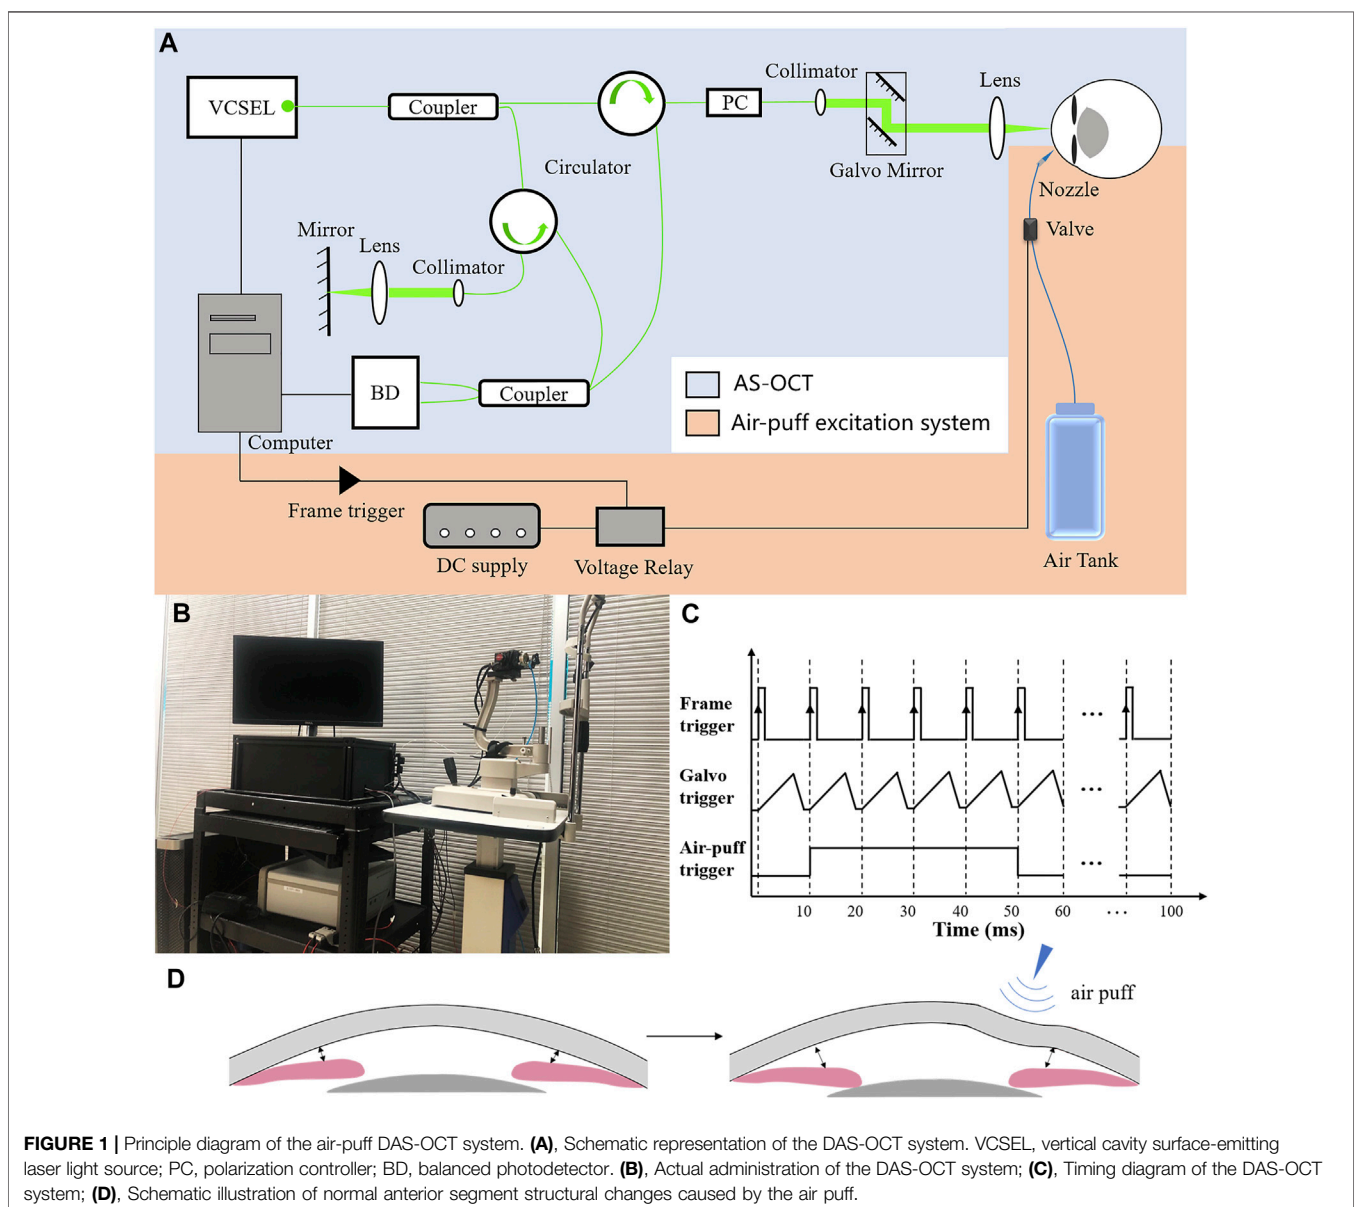 A
VCSEL
Coupler
PC
Collimator
Lens
Galvo Mirror
Circulator
Nozzle
Valve
Mirror
Lens
Collimator
BD
Coupler
Computer
AS-OCT
Air-puff excitation system
Frame trigger
DC supply
Voltage Relay
Air Tank
B
C
Frame
trigger
...
Galvo
trigger
...
Air-puff
trigger
...
10 20 30 40 50 60 ... 100
Time (ms)
D
air puff
FIGURE 1 | Principle diagram of the air-puff DAS-OCT system. (A), Schematic representation of the DAS-OCT system. VCSEL, vertical cavity surface-emitting
laser light source; PC, polarization controller; BD, balanced photodetector. (B), Actual administration of the DAS-OCT system; (C), Timing diagram of the DAS-OCT
system; (D), Schematic illustration of normal anterior segment structural changes caused by the air puff.